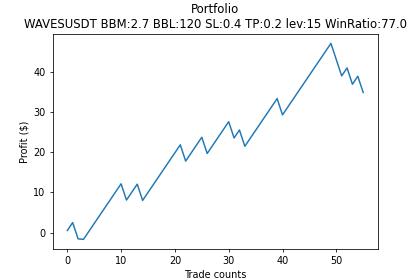 Portfolio
WAVESUSDT BBM:2.7 BBL:120 SL:0.4 TP:0.2 lev:15 WinRatio:77.0
Profit ($)
40
30
20
10
0
0
10
20
30
40
50
Trade counts